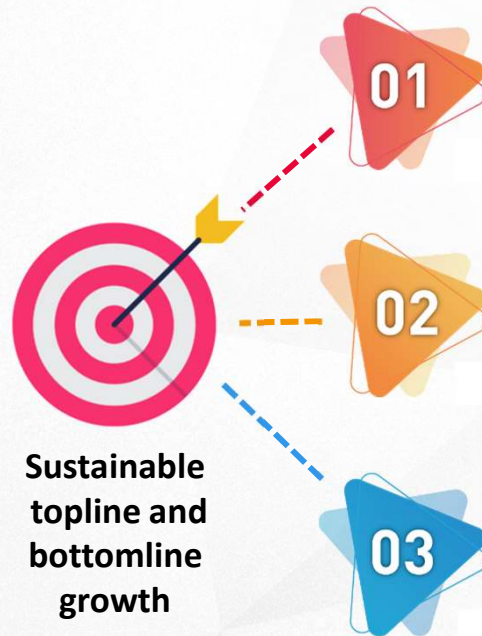 01
02
03
Sustainable
topline and
bottomline
growth